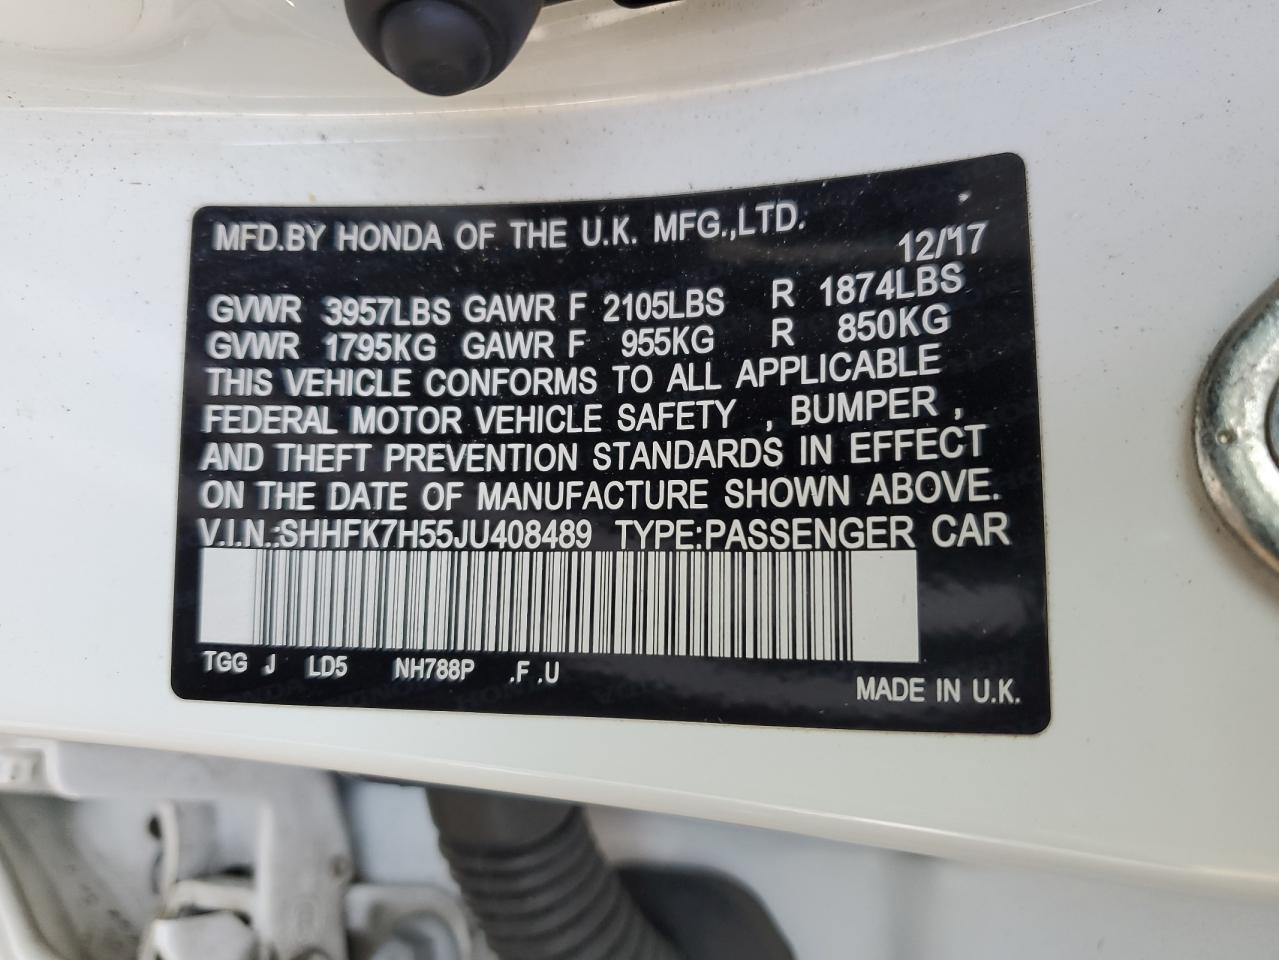 MFD.BY HONDA OF THE U.K. MFG.,LTD.
12/17
GVWR 3957LBS GAWR F 2105LBS R 1874LBS
GVWR 1795KG GAWR F 955KG R 850KG
THIS VEHICLE CONFORMS TO ALL APPLICABLE
FEDERAL MOTOR VEHICLE SAFETY , BUMPER ,
AND THEFT PREVENTION STANDARDS IN EFFECT
ON THE DATE OF MANUFACTURE SHOWN ABOVE.
V.I.N.:SHHFK7H55JU408489 TYPE:PASSENGER CAR
TGG J LD5 NH788P .F .U
MADE IN U.K.